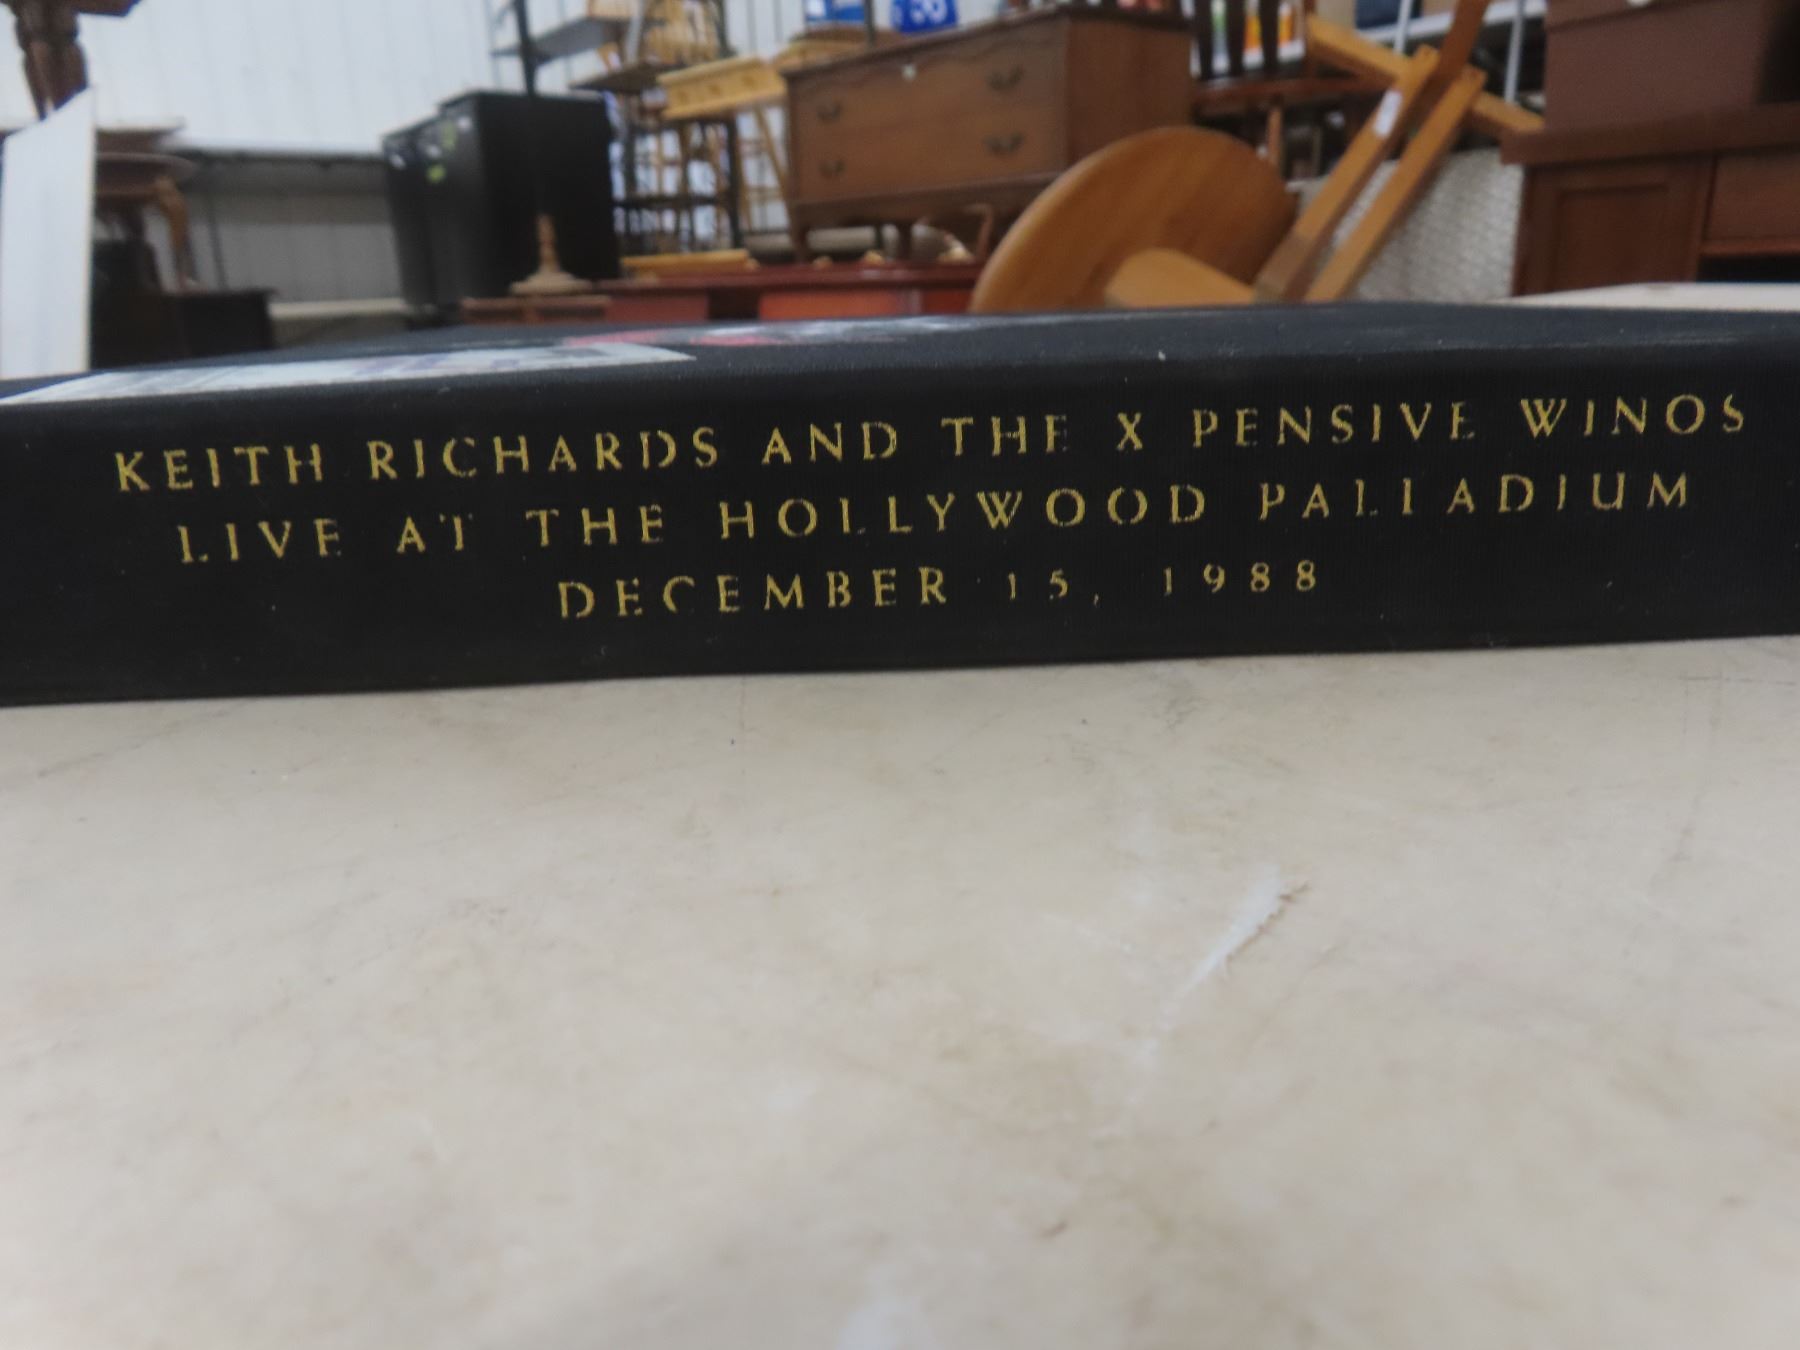 KEITH RICHARDS AND THE X PENSIVE WINOS
LIVE AT THE HOLLYWOOD PALLADIUM
DECEMBER 15, 1988